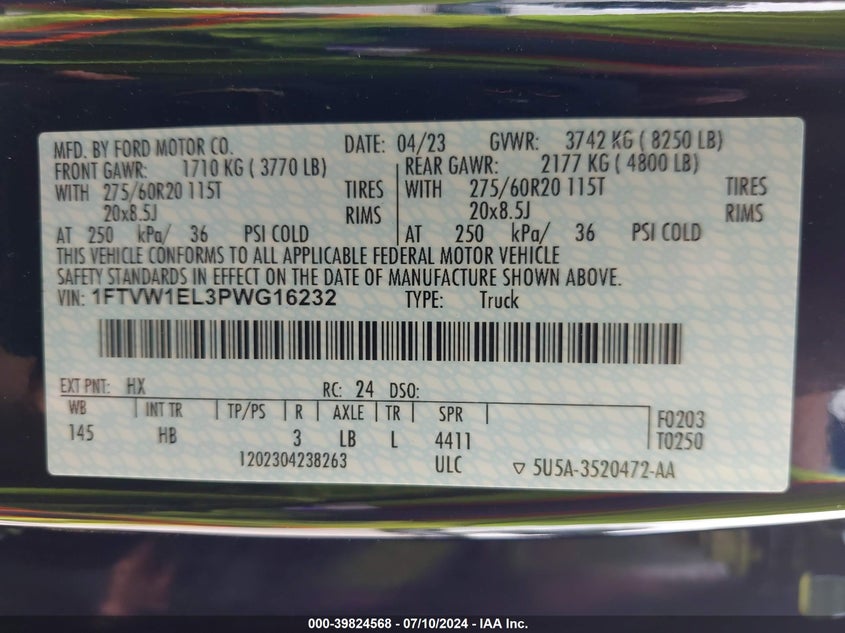 MFD. BY FORD MOTOR CO. DATE: 04/23 GVWR: 3742 KG ( 8250 LB)
FRONT GAWR: 1710 KG ( 3770 LB) REAR GAWR: 2177 KG ( 4800 LB)
WITH 275/60R20 115T TIRES WITH 275/60R20 115T TIRES
20x8.5J RIMS 20x8.5J RIMS
AT 250 kPa/ 36 PSI COLD AT 250 kPa/ 36 PSI COLD
THIS VEHICLE CONFORMS TO ALL APPLICABLE FEDERAL MOTOR VEHICLE
SAFETY STANDARDS IN EFFECT ON THE DATE OF MANUFACTURE SHOWN ABOVE.
VIN: 1FTVW1EL3PWG16232 TYPE: Truck
EXT PNT: HX RC: 24 DSO:
WB INT TR TP/PS R AXLE TR SPR F0203
145 HB 3 LB L 4411 T0250
1202304238263 ULC ▽ 5U5A-3520472-AA
000-39824568 - 07/10/2024 - IAA Inc.